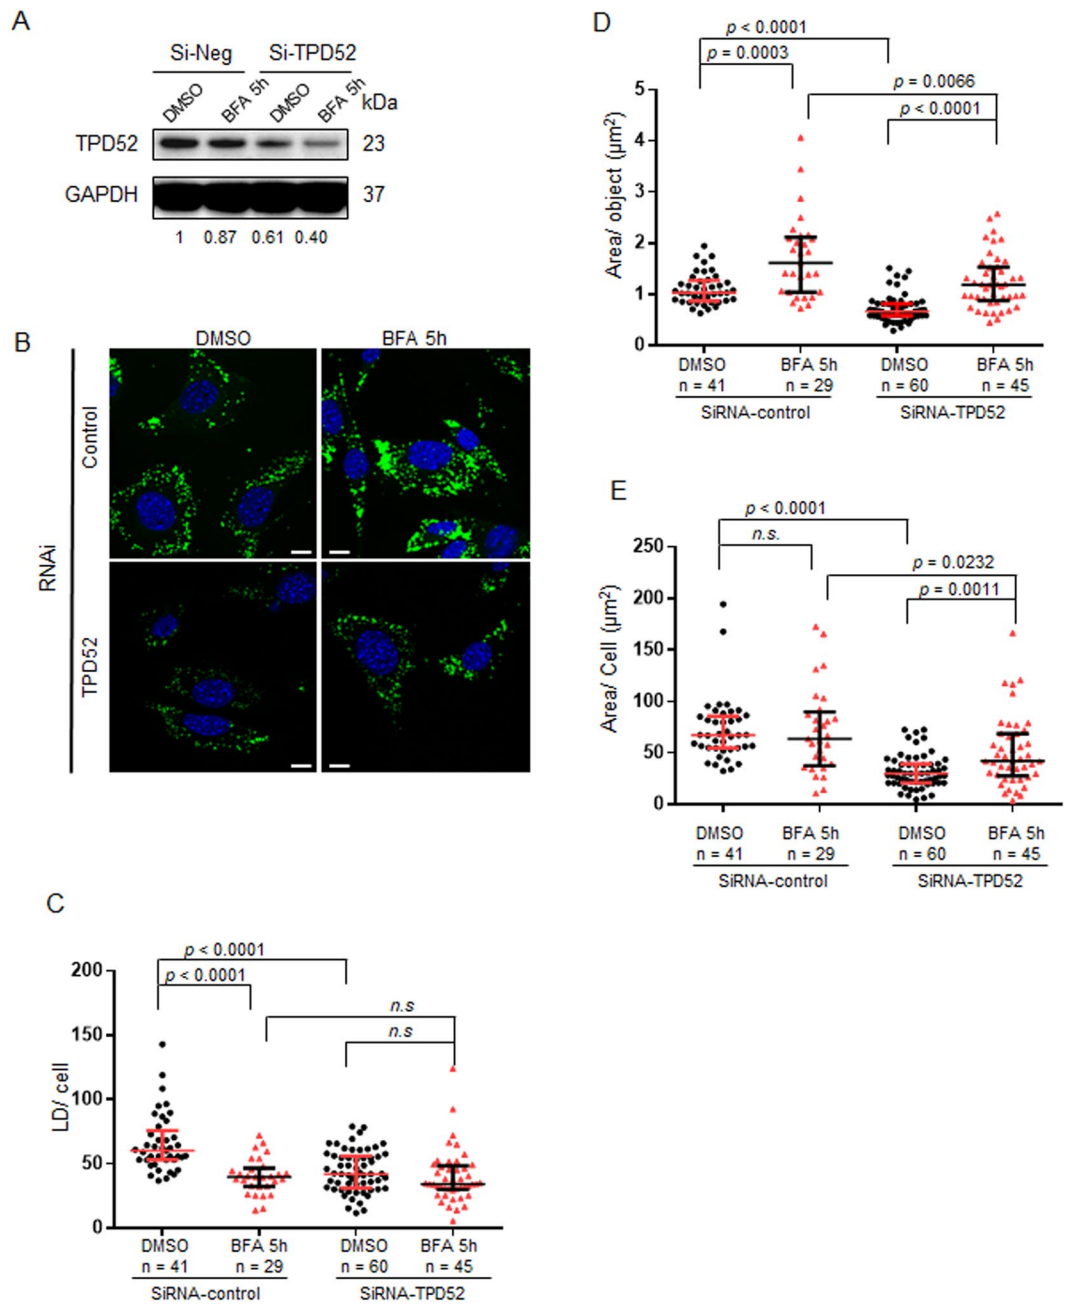 A
Si-Neg Si-TPD52
DMSO BFA 5h DMSO BFA 5h kDa
TPD52 23
GAPDH 37
1 0.87 0.61 0.40
B
DMSO BFA 5h
RNAi
Control
TPD52
C
p < 0.0001
p < 0.0001
n.s
n.s
LD/ cell
200
150
100
50
0
DMSO BFA 5h DMSO BFA 5h
n = 41 n = 29 n = 60 n = 45
SiRNA-control SiRNA-TPD52
D
p < 0.0001
p = 0.0003
p = 0.0066
p < 0.0001
Area/ object (µm²)
5
4
3
2
1
0
DMSO BFA 5h DMSO BFA 5h
n = 41 n = 29 n = 60 n = 45
SiRNA-control SiRNA-TPD52
E
p < 0.0001
n.s.
p = 0.0232
p = 0.0011
Area/ Cell (µm²)
250
200
150
100
50
0
DMSO BFA 5h DMSO BFA 5h
n = 41 n = 29 n = 60 n = 45
SiRNA-control SiRNA-TPD52